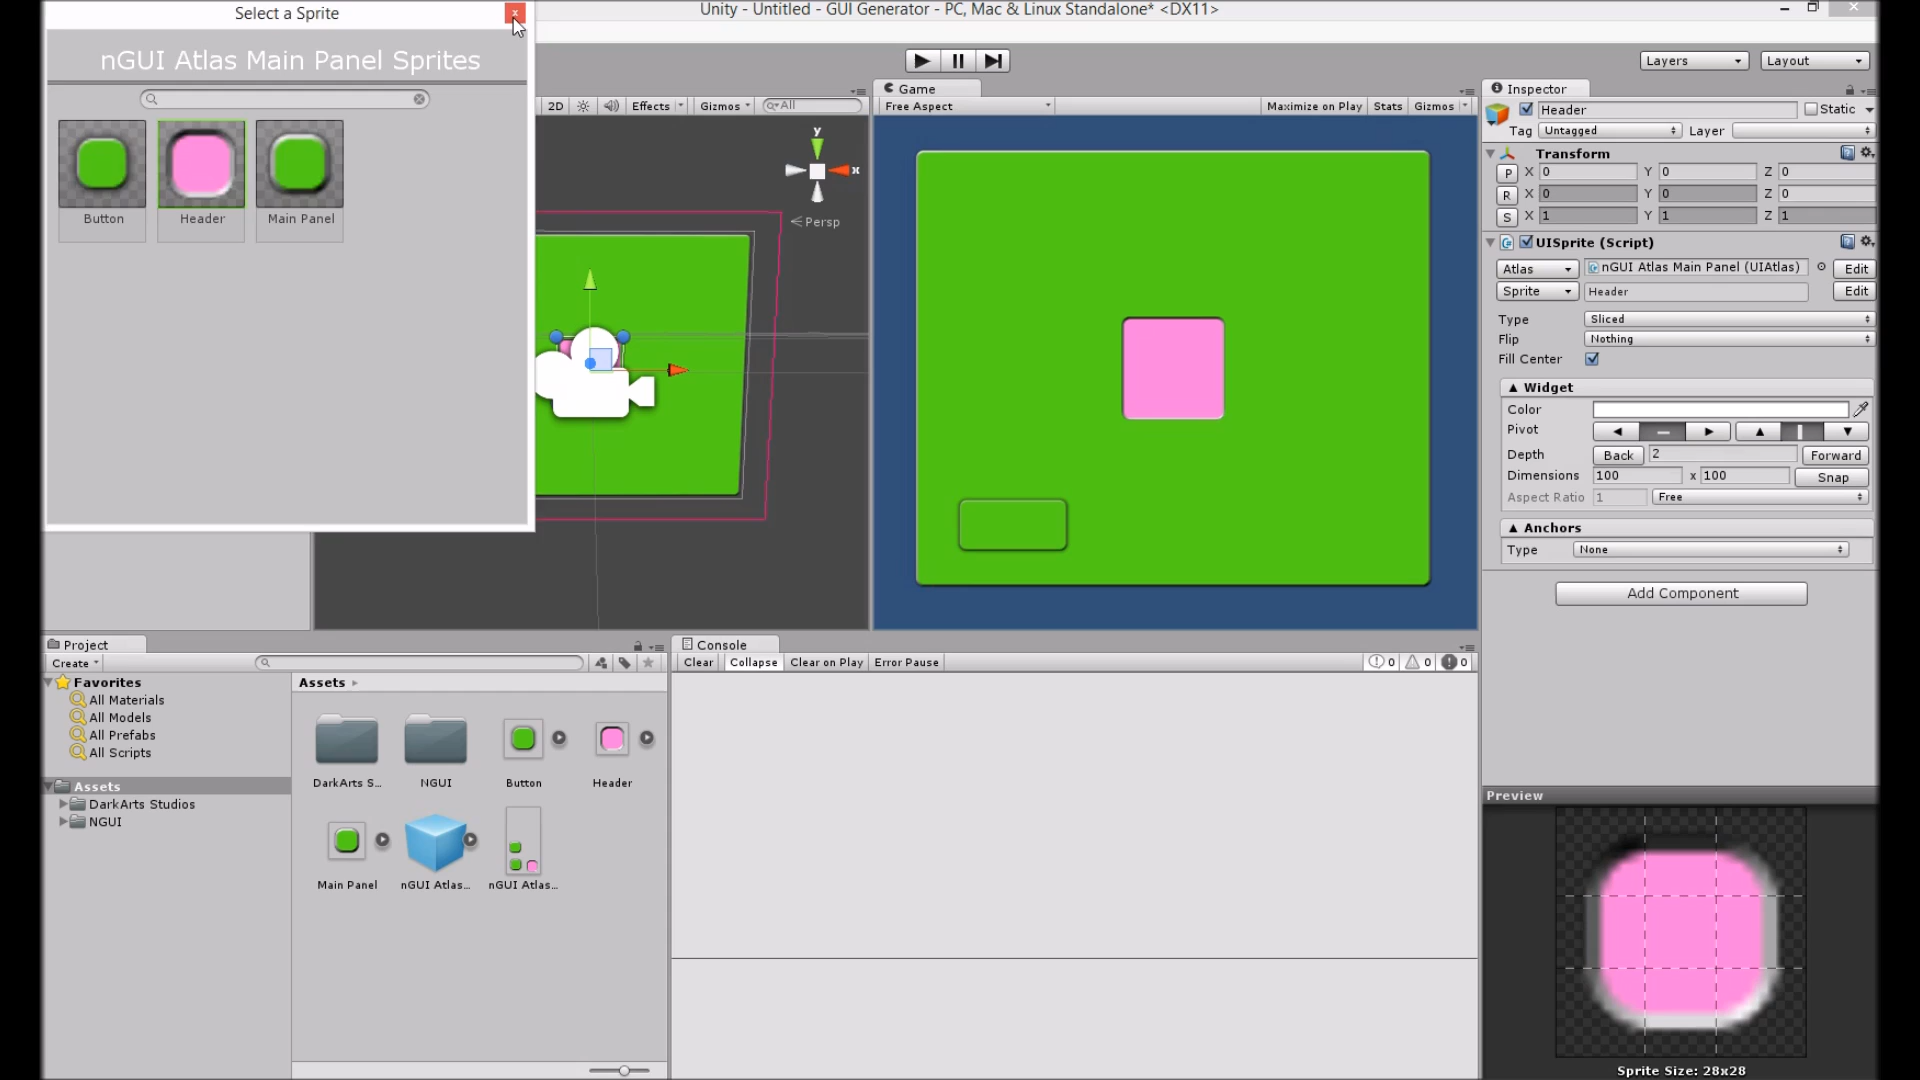 Select a Sprite
x
Unity - Untitled - GUI Generator - PC, Mac & Linux Standalone* <DX11>
nGUI Atlas Main Panel Sprites
Button
Header
Main Panel
Layers
Layout
2D
Effects
Gizmos
All
y
x
Persp
Game
Free Aspect
Maximize on Play
Stats
Gizmos
Inspector
Header
Static
Tag
Untagged
Layer
Transform
P X 0 Y 0 Z 0
R X 0 Y 0 Z 0
S X 1 Y 1 Z 1
UISprite (Script)
Atlas
nGUI Atlas Main Panel (UIAtlas)
Edit
Sprite
Header
Edit
Type
Sliced
Flip
Nothing
Fill Center
Widget
Color
Pivot
Depth
Back
2
Forward
Dimensions
100 x 100
Snap
Aspect Ratio
1
Free
Anchors
Type
None
Add Component
Project
Create
Favorites
All Materials
All Models
All Prefabs
All Scripts
Assets
DarkArts Studios
NGUI
Assets
DarkArts S...
NGUI
Button
Header
Main Panel
nGUI Atlas...
nGUI Atlas...
Console
Clear
Collapse
Clear on Play
Error Pause
0
0
0
Preview
Sprite Size: 28x28